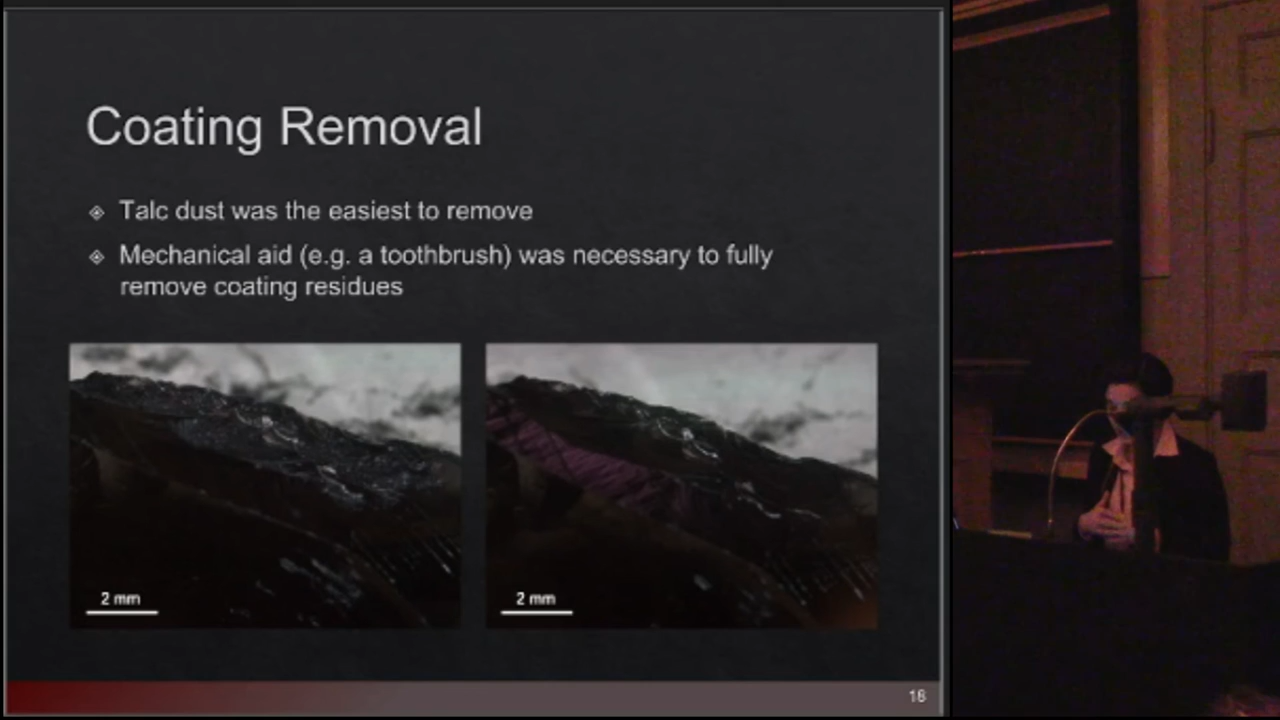 Coating Removal
Talc dust was the easiest to remove
Mechanical aid (e.g. a toothbrush) was necessary to fully
remove coating residues
2 mm
2 mm
18